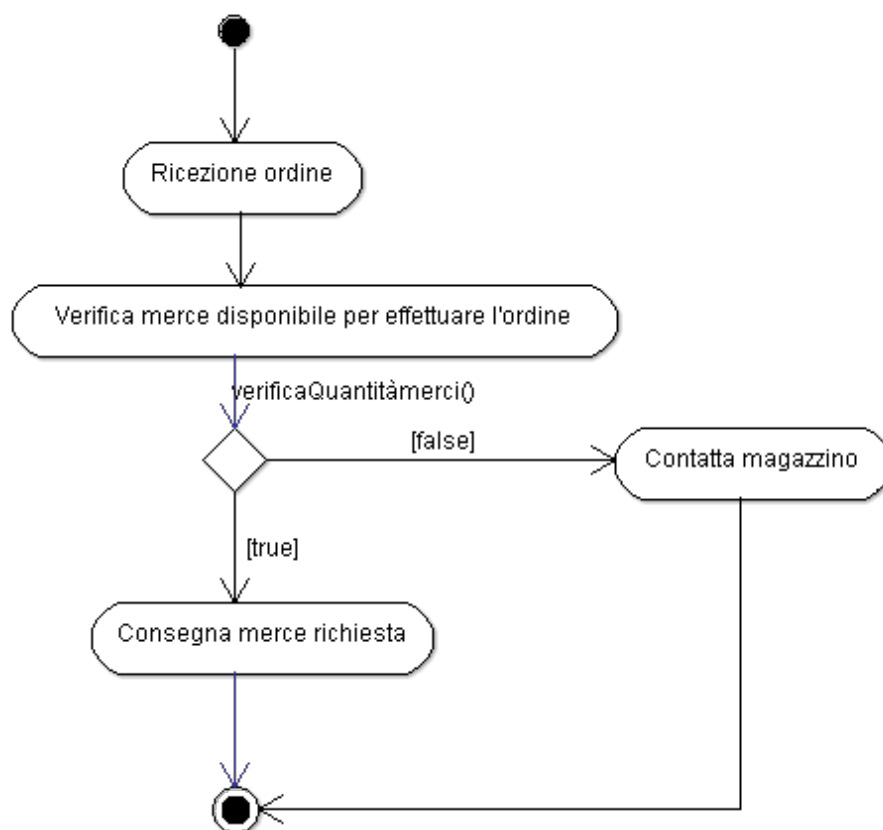 Ricezione ordine
Verifica merce disponibile per effettuare l'ordine
verificaQuantitàmerci()
[false]
Contatta magazzino
[true]
Consegna merce richiesta